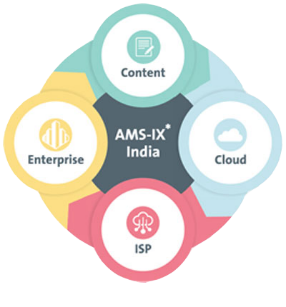 Content
AMS-IX®
India
Enterprise
Cloud
ISP